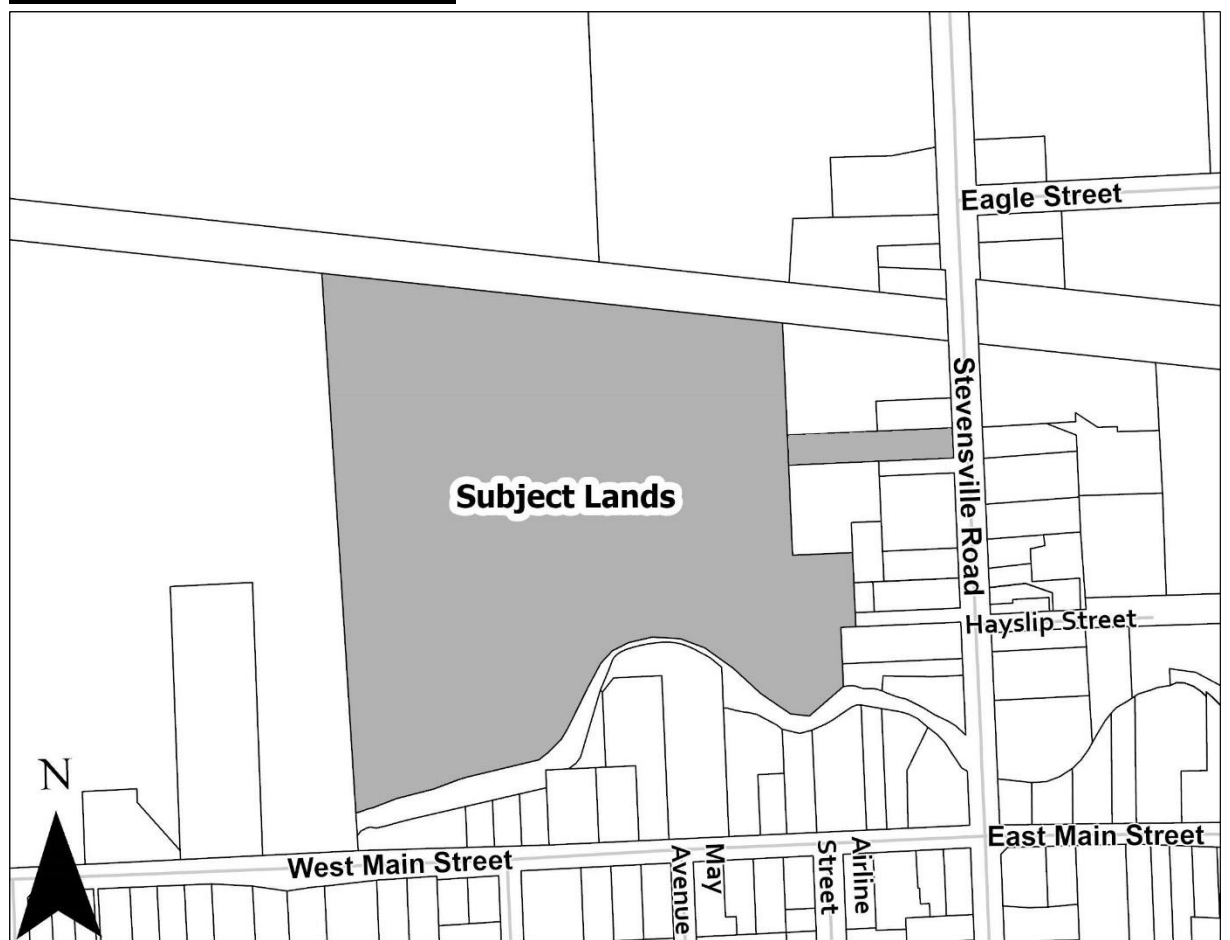 Eagle Street
Stevensville Road
Subject Lands
Hayslip Street
N
East Main Street
West Main Street
May
Avenue
Airline
Street